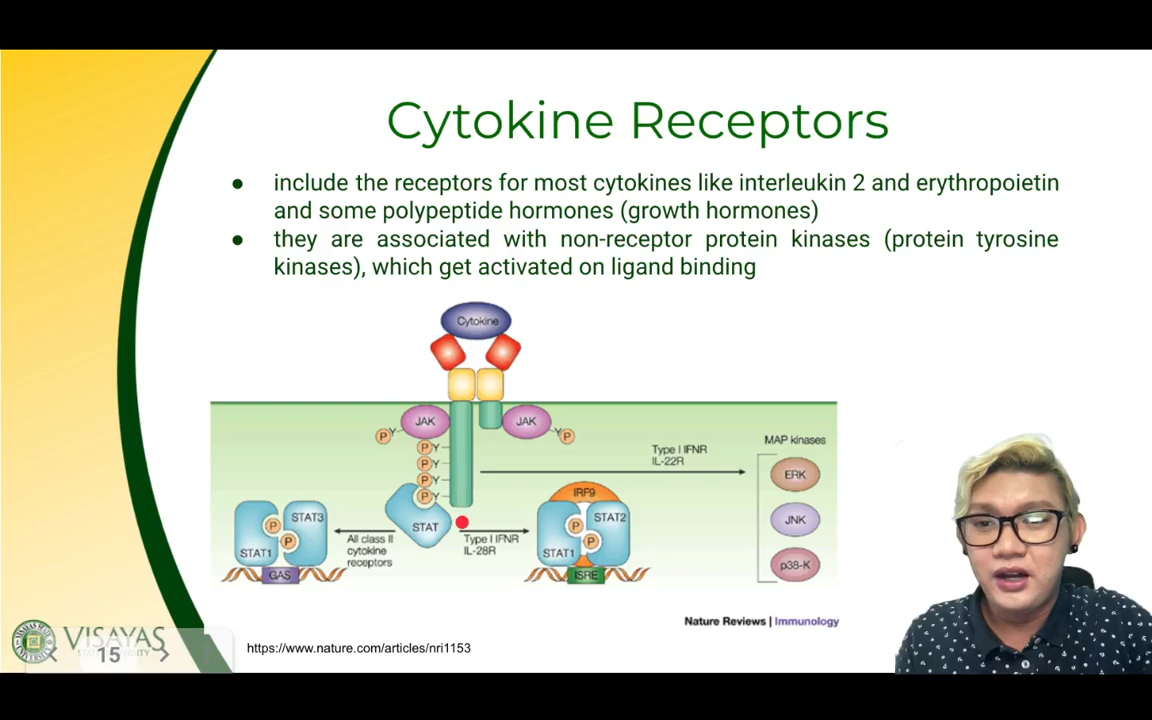 Cytokine Receptors
● include the receptors for most cytokines like interleukin 2 and erythropoietin
and some polypeptide hormones (growth hormones)
● they are associated with non-receptor protein kinases (protein tyrosine
kinases), which get activated on ligand binding
Cytokine
JAK
JAK
P Y
Y P
P Y
P Y
P Y
P Y
STAT
Type I IFNR
IL-22R
MAP kinases
ERK
JNK
p38-K
STAT3
P
P
STAT1
GAS
All class II
cytokine
receptors
Type I IFNR
IL-28R
IRF9
STAT2
P
P
STAT1
ISRE
Nature Reviews | Immunology
VISAYAS
15
https://www.nature.com/articles/nri1153